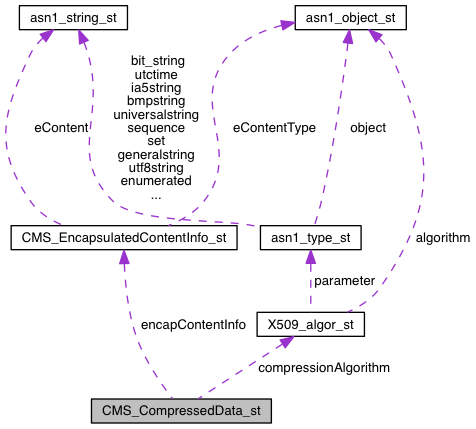 asn1_string_st
asn1_object_st
bit_string
utctime
ia5string
bmpstring
universalstring
sequence
set
generalstring
utf8string
enumerated
...
eContent
eContentType
object
CMS_EncapsulatedContentInfo_st
asn1_type_st
algorithm
parameter
encapContentInfo
X509_algor_st
compressionAlgorithm
CMS_CompressedData_st